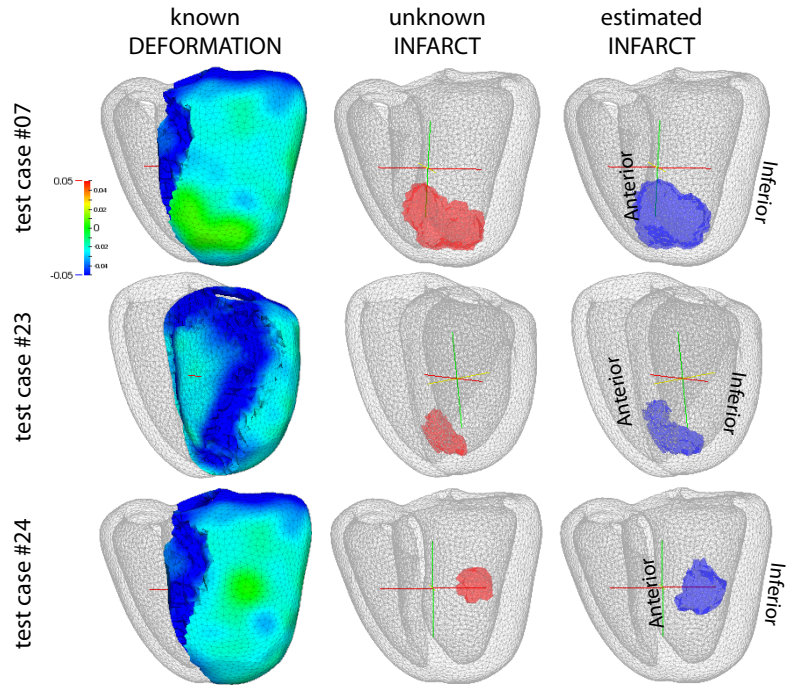 known
DEFORMATION
unknown
INFARCT
estimated
INFARCT
test case #07
0.05
0.04
0.02
0
0.02
0.04
-0.05
Anterior
Inferior
test case #23
Anterior
Inferior
test case #24
Anterior
Inferior